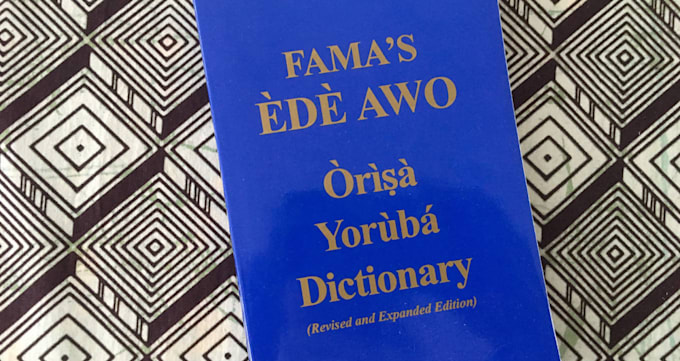 FAMA'S
ÈDÈ AWO
Òrìṣà
Yorùbá
Dictionary
(Revised and Expanded Edition)